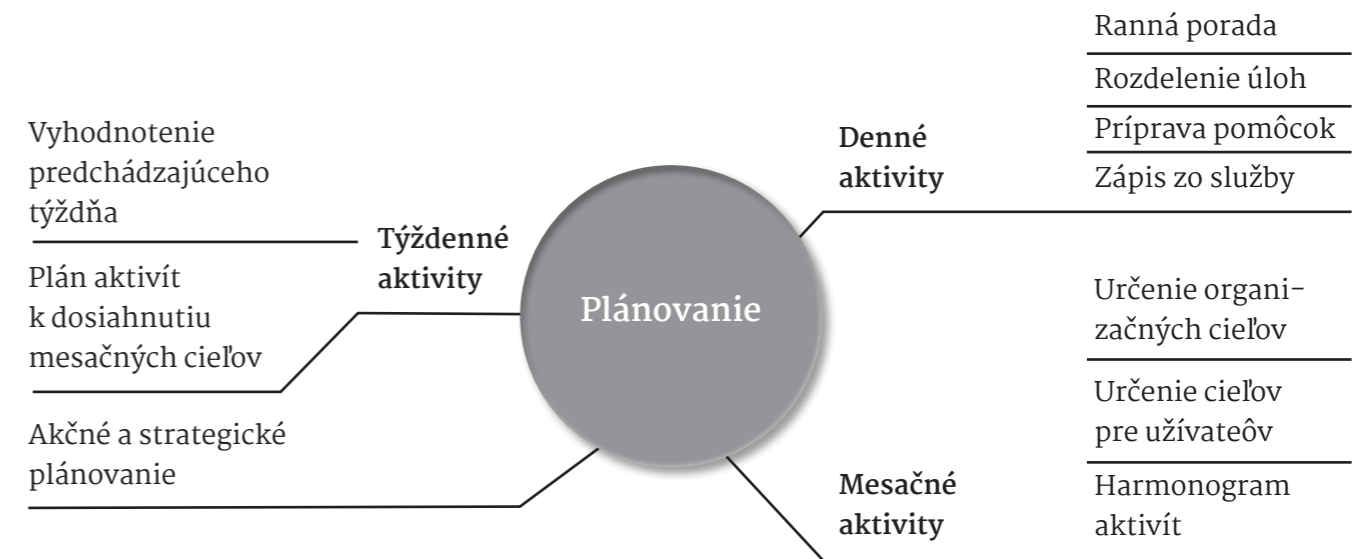 Plánovanie
Denné
aktivity
Ranná porada
Rozdelenie úloh
Príprava pomôcok
Zápis zo služby
Týždenné
aktivity
Vyhodnotenie
predchádzajúceho
týždňa
Plán aktivít
k dosiahnutiu
mesačných cieľov
Akčné a strategické
plánovanie
Mesačné
aktivity
Určenie organi-
začných cieľov
Určenie cieľov
pre užívateôv
Harmonogram
aktivít